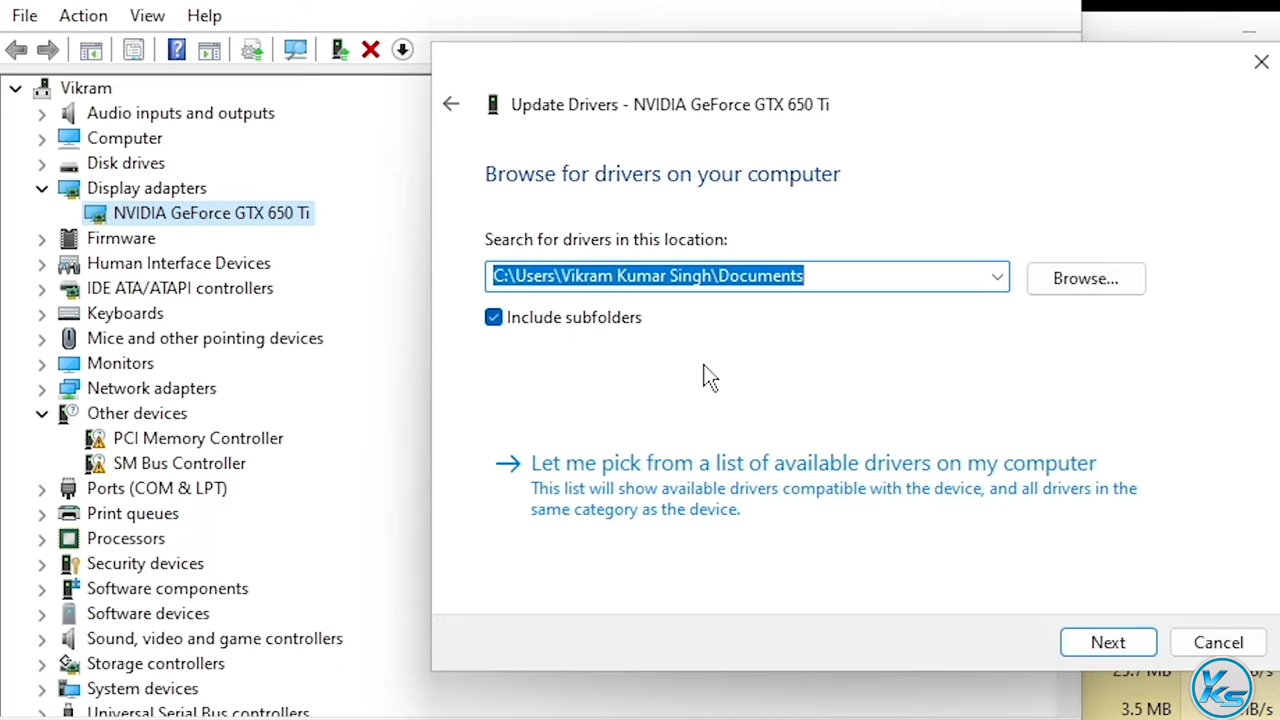 File Action View Help
Vikram
Audio inputs and outputs
Computer
Disk drives
Display adapters
NVIDIA GeForce GTX 650 Ti
Firmware
Human Interface Devices
IDE ATA/ATAPI controllers
Keyboards
Mice and other pointing devices
Monitors
Network adapters
Other devices
PCI Memory Controller
SM Bus Controller
Ports (COM & LPT)
Print queues
Processors
Security devices
Software components
Software devices
Sound, video and game controllers
Storage controllers
System devices
Universal Serial Bus controllers
Update Drivers - NVIDIA GeForce GTX 650 Ti
Browse for drivers on your computer
Search for drivers in this location:
C:\Users\Vikram Kumar Singh\Documents
Browse...
Include subfolders
Let me pick from a list of available drivers on my computer
This list will show available drivers compatible with the device, and all drivers in the
same category as the device.
Next Cancel
3.5 MB
KS